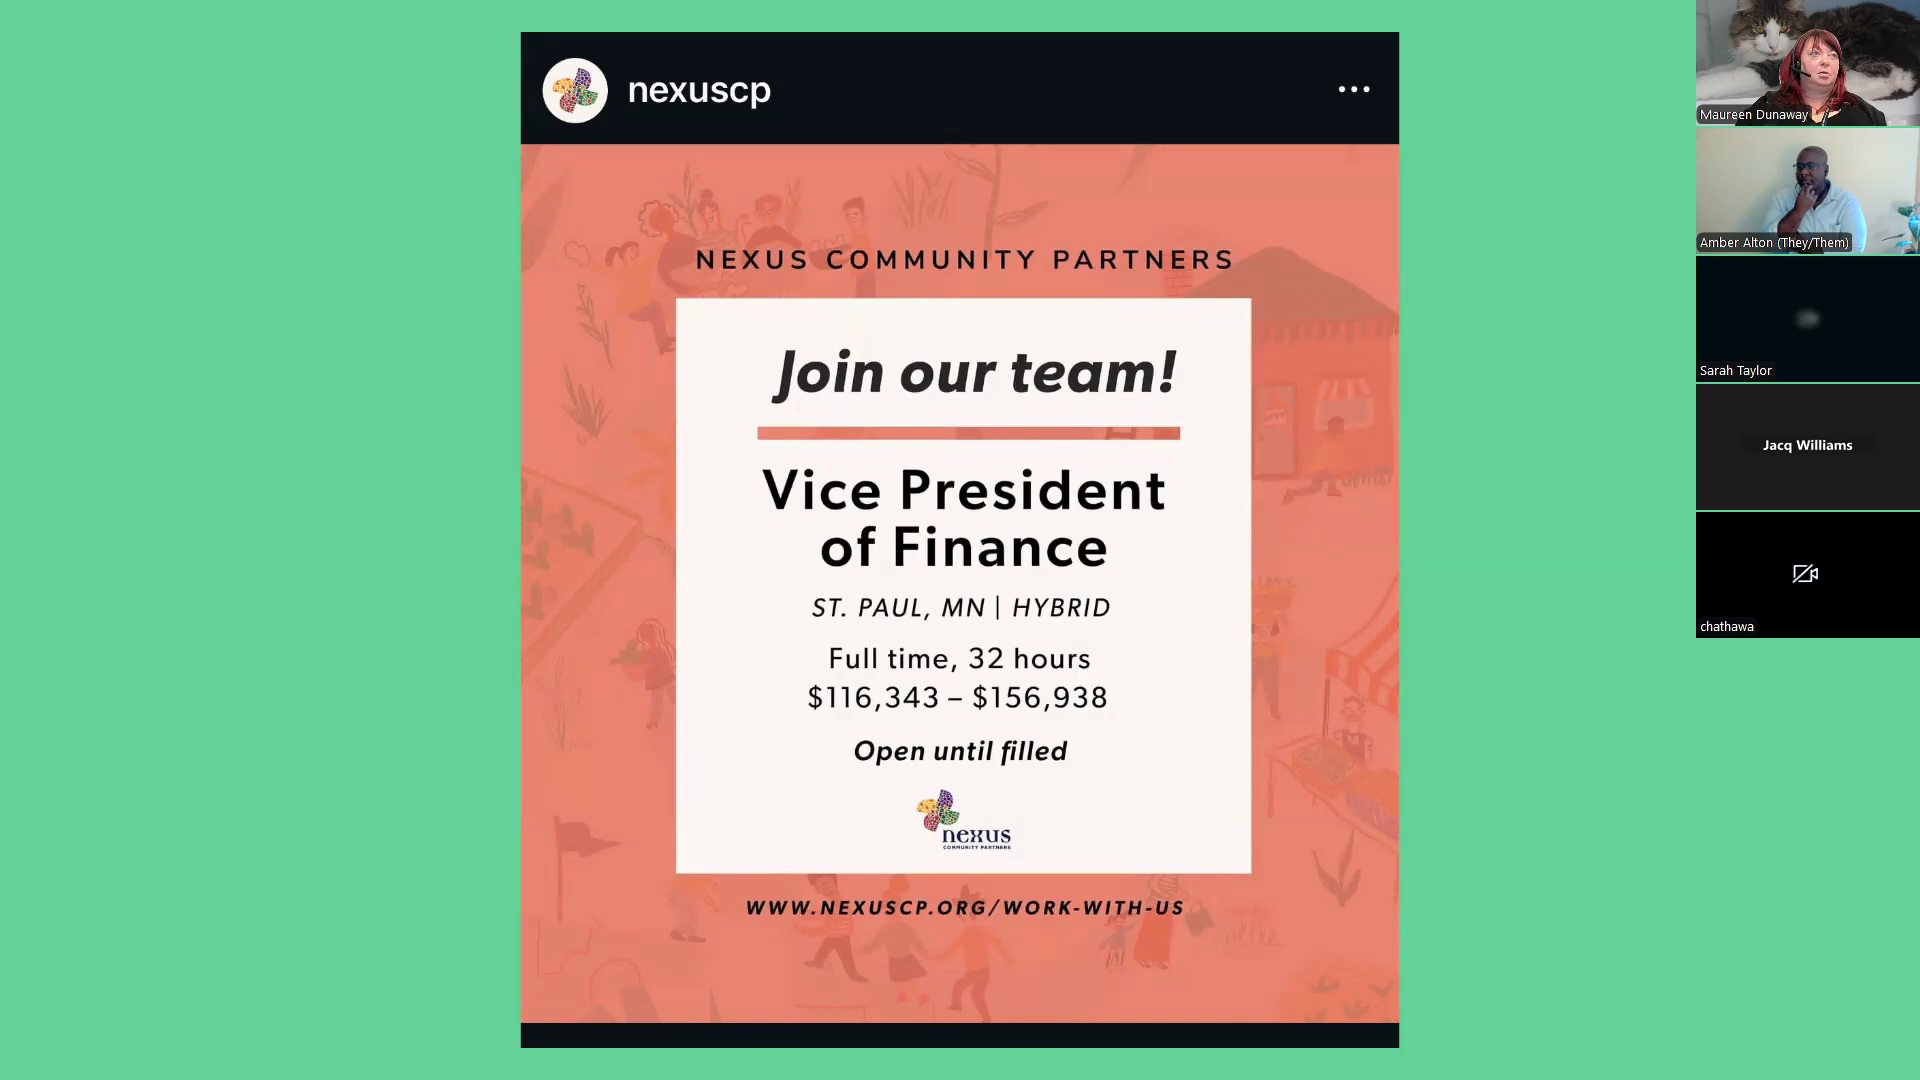 nexuscp
NEXUS COMMUNITY PARTNERS
Join our team!
Vice President
of Finance
ST. PAUL, MN | HYBRID
Full time, 32 hours
$116,343 – $156,938
Open until filled
nexus
COMMUNITY PARTNERS
WWW.NEXUSCP.ORG/WORK-WITH-US
Maureen Dunaway
Amber Alton (They/Them)
Sarah Taylor
Jacq Williams
chathawa